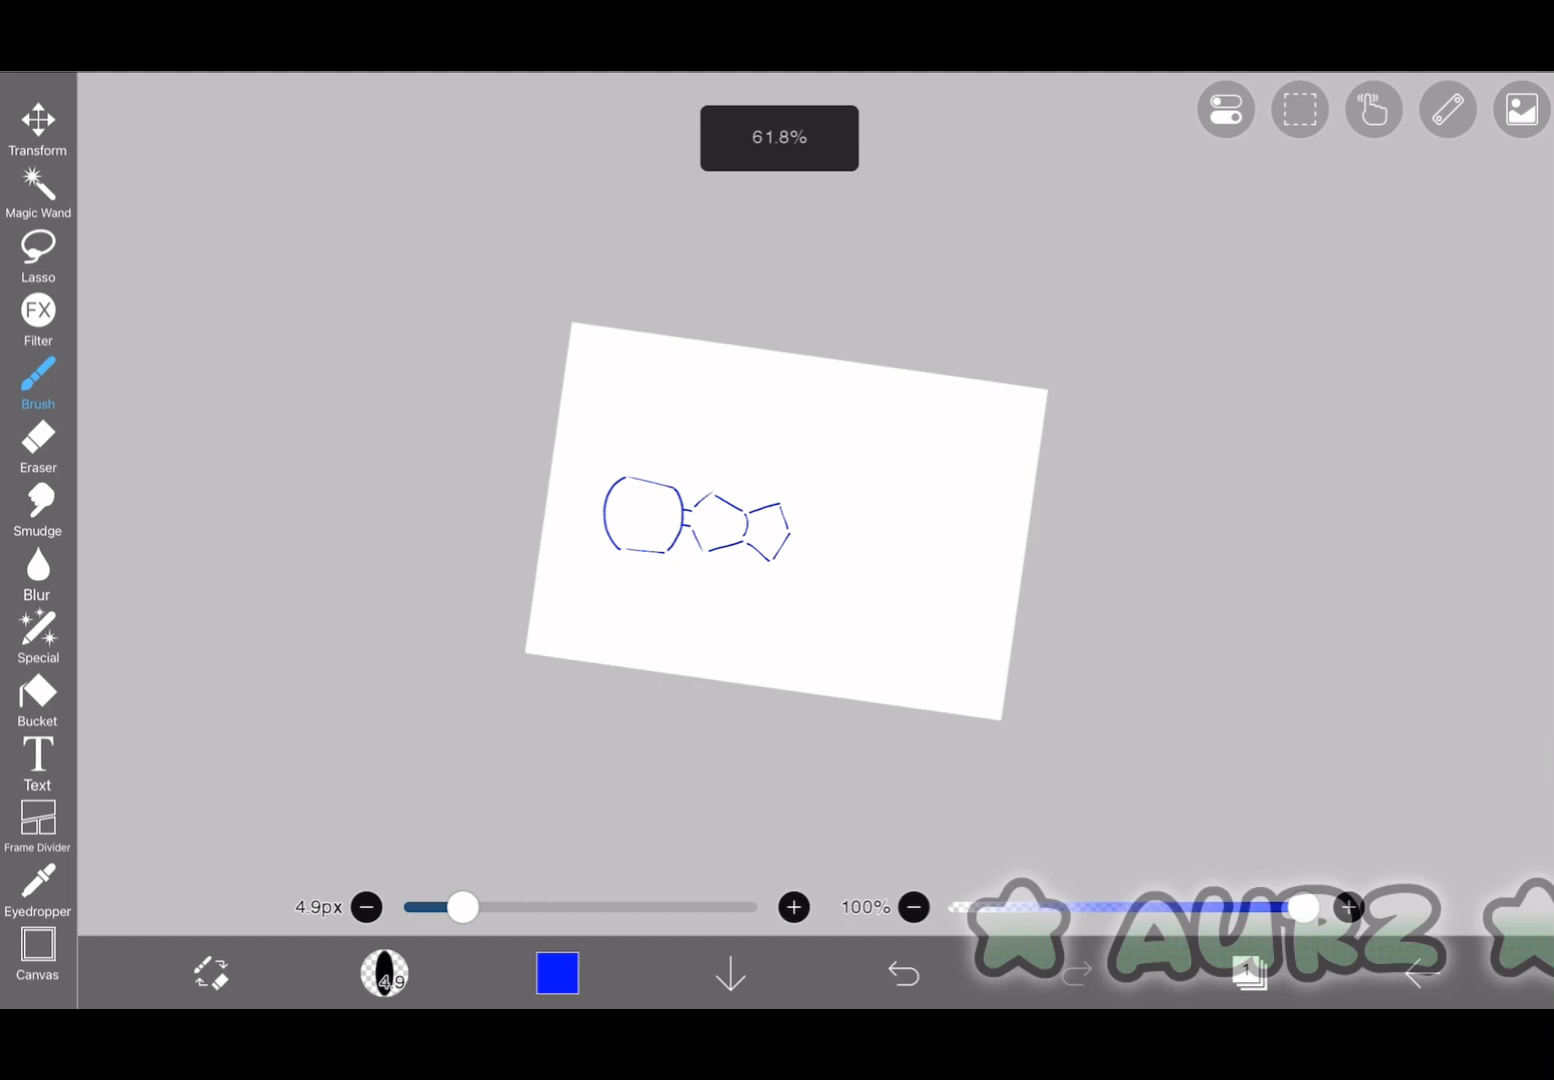 61.8%
Transform
Magic Wand
Lasso
FX
Filter
Brush
Eraser
Smudge
Blur
Special
Bucket
T
Text
Frame Divider
Eyedropper
Canvas
4.9px
100%
4.9
1
AURZ